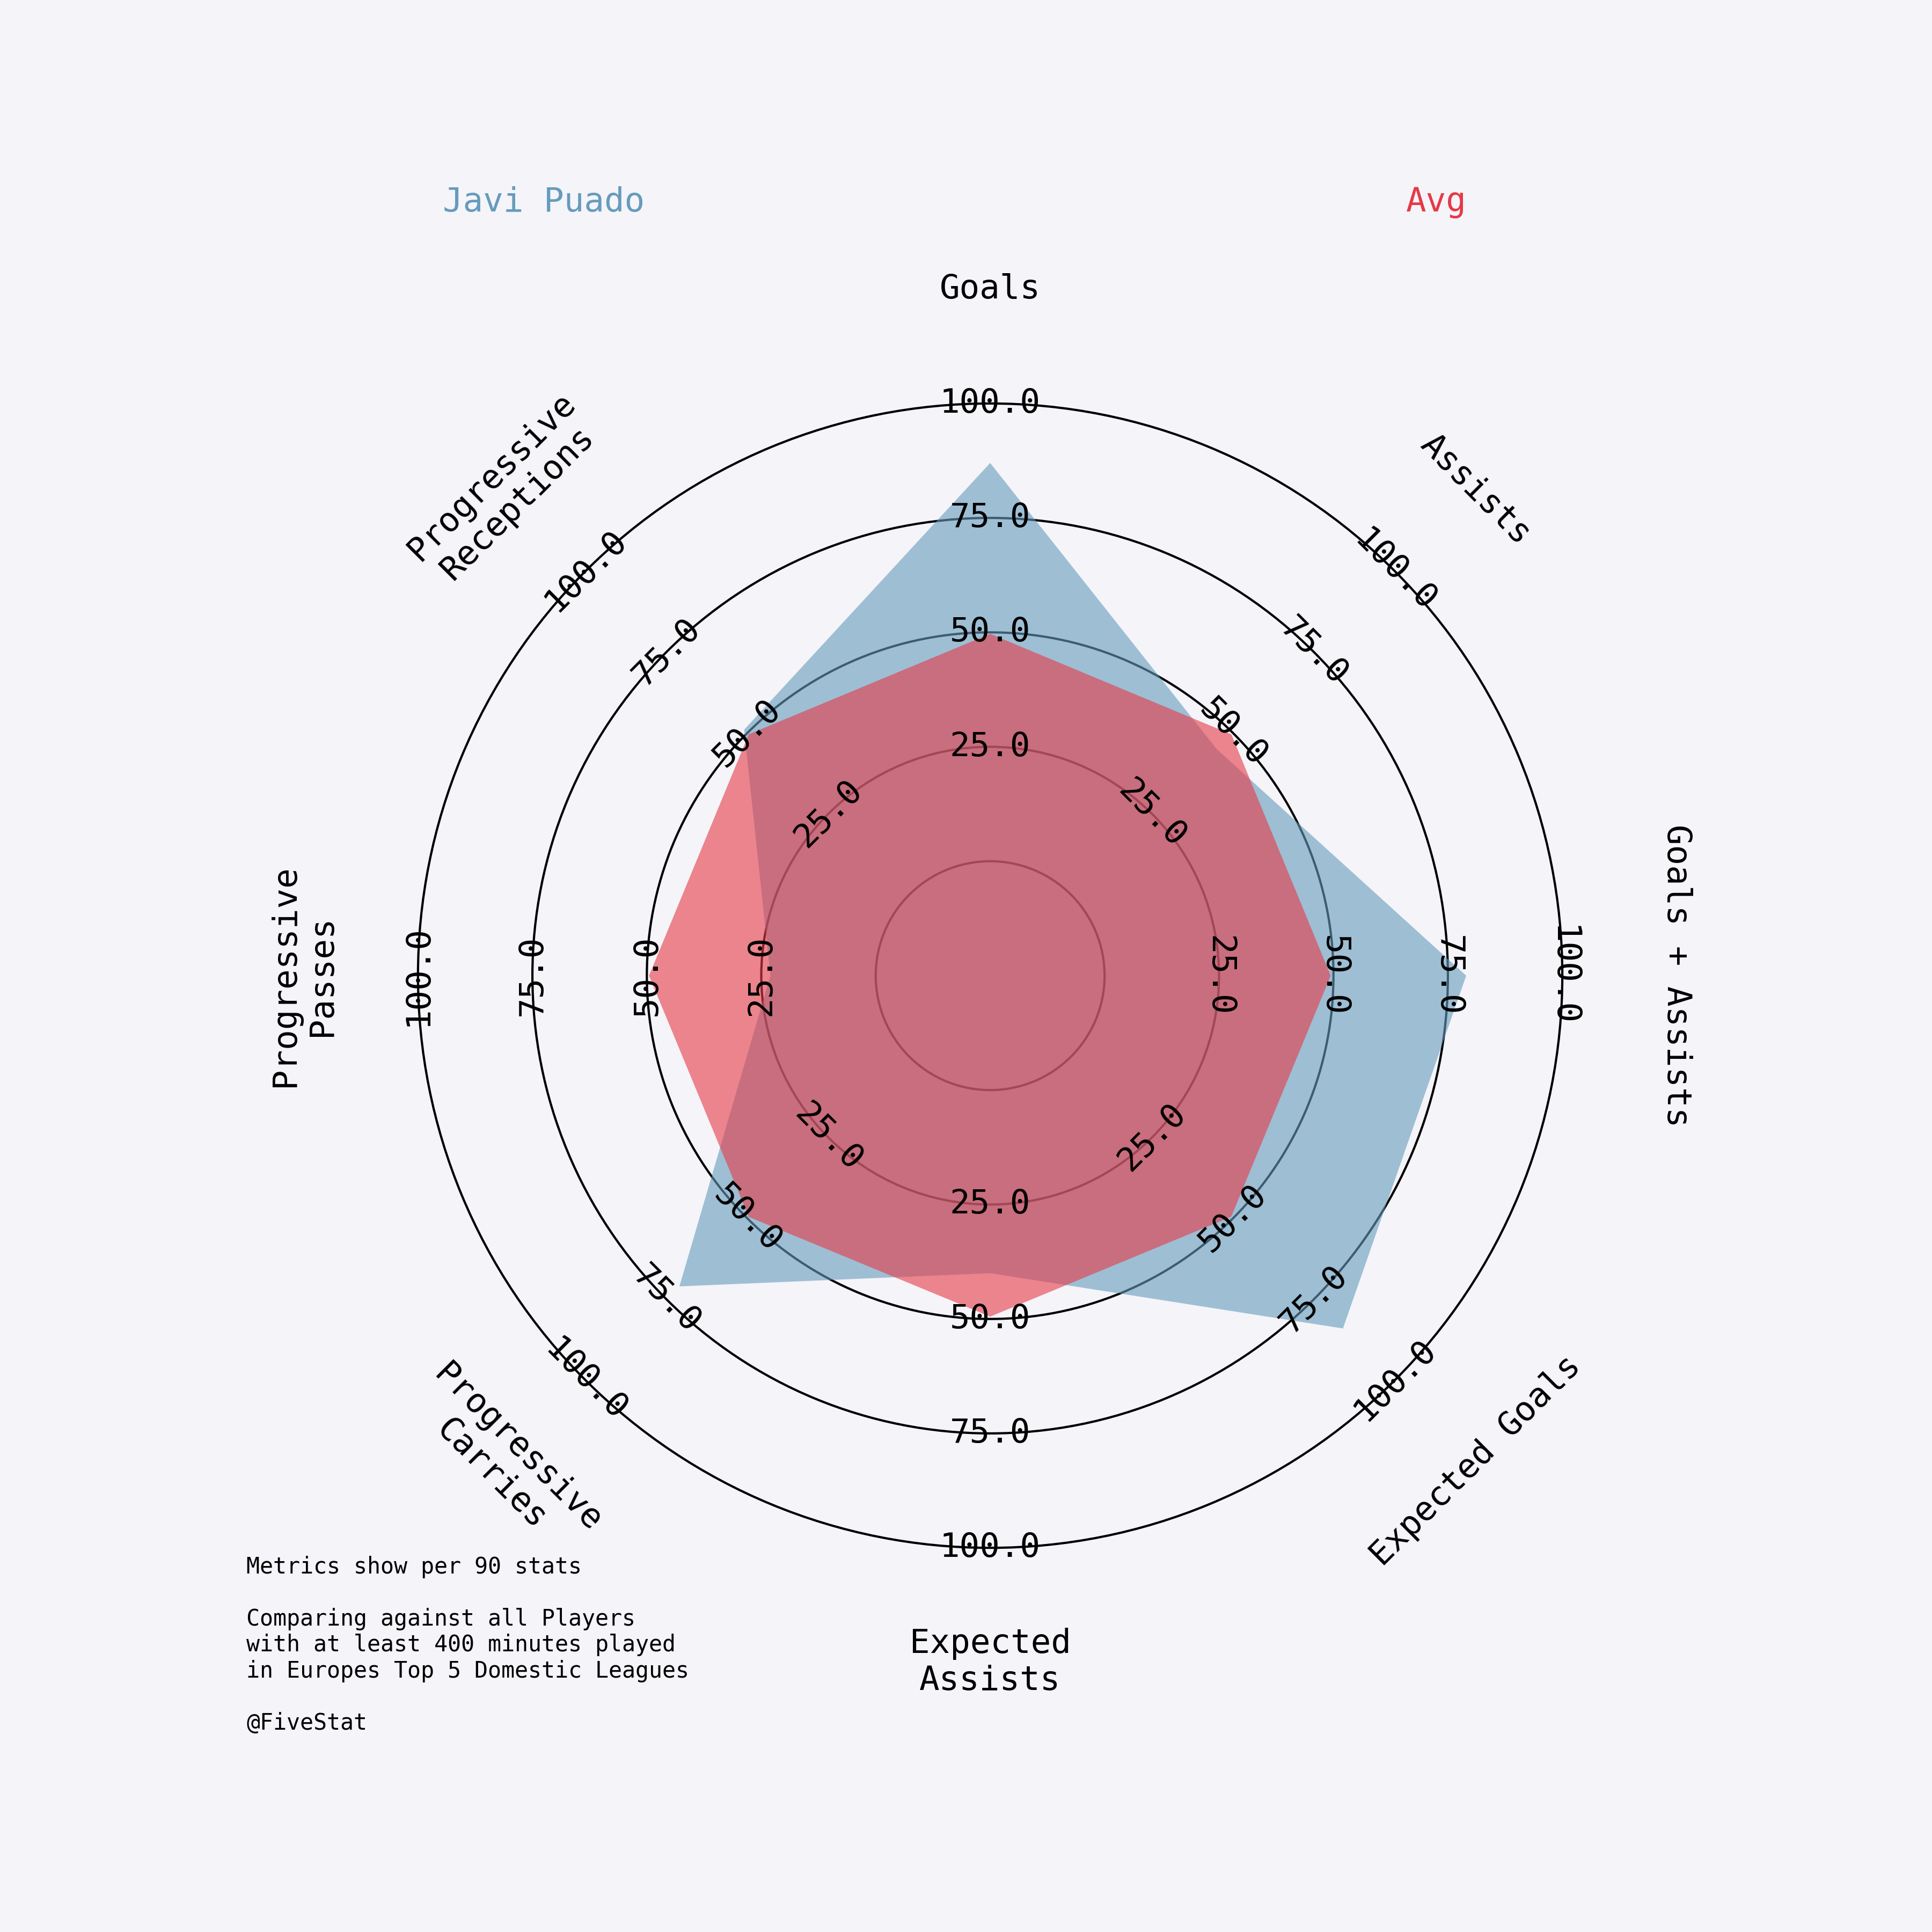 Javi Puado
Avg
Goals
Assists
Goals + Assists
Expected Goals
Expected
Assists
Progressive
Carries
Progressive
Passes
Progressive
Receptions
25.0
50.0
75.0
100.0
25.0
50.0
75.0
100.0
25.0
50.0
75.0
100.0
25.0
50.0
75.0
100.0
25.0
50.0
75.0
100.0
25.0
50.0
75.0
100.0
25.0
50.0
75.0
100.0
25.0
50.0
75.0
100.0
Metrics show per 90 stats
Comparing against all Players
with at least 400 minutes played
in Europes Top 5 Domestic Leagues
@FiveStat